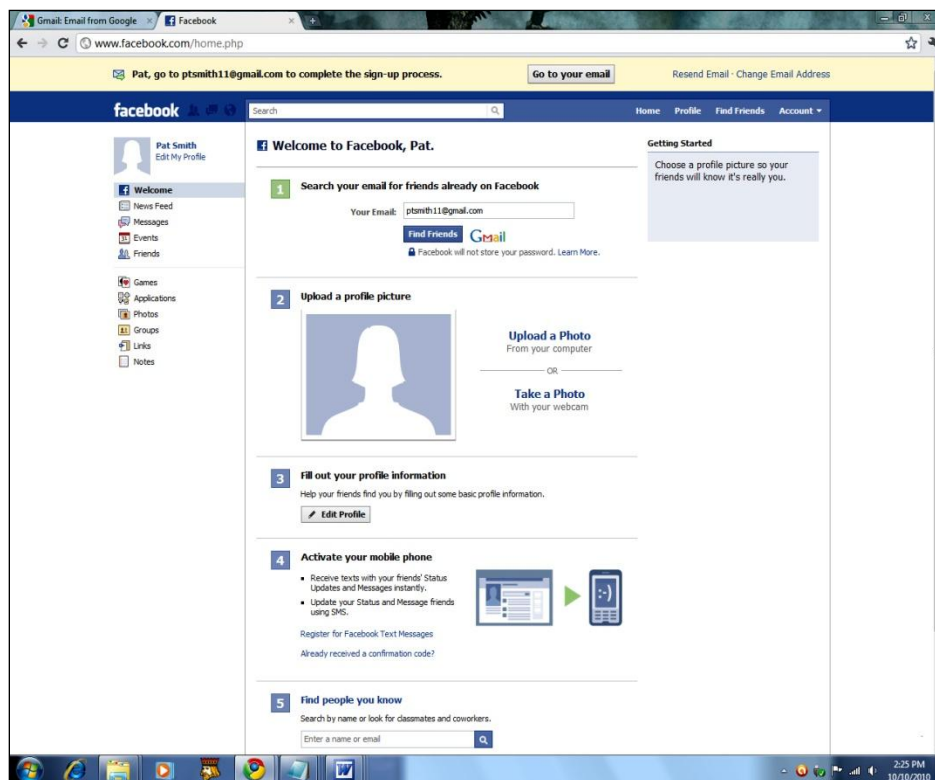 Gmail: Email from Google
Facebook
www.facebook.com/home.php
Pat, go to ptsmith11@gmail.com to complete the sign-up process.
Go to your email
Resend Email · Change Email Address
facebook
Search
Home Profile Find Friends Account
Pat Smith
Edit My Profile
Welcome
News Feed
Messages
31 Events
Friends
Games
Applications
Photos
Groups
Links
Notes
Welcome to Facebook, Pat.
1 Search your email for friends already on Facebook
Your Email: ptsmith11@gmail.com
Find Friends Gmail
Facebook will not store your password. Learn More.
2 Upload a profile picture
Upload a Photo
From your computer
OR
Take a Photo
With your webcam
3 Fill out your profile information
Help your friends find you by filling out some basic profile information.
Edit Profile
4 Activate your mobile phone
Receive texts with your friends' Status
Updates and Messages instantly.
Update your Status and Message friends
using SMS.
Register for Facebook Text Messages
Already received a confirmation code?
:-)
5 Find people you know
Search by name or look for classmates and coworkers.
Enter a name or email
Getting Started
Choose a profile picture so your
friends will know it's really you.
2:25 PM
10/10/2010